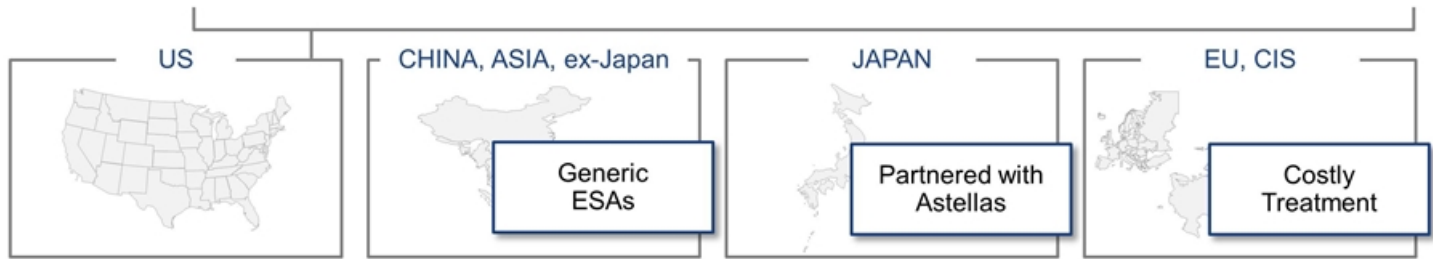 US
CHINA, ASIA, ex-Japan
JAPAN
EU, CIS
Generic
ESAs
Partnered with
Astellas
Costly
Treatment